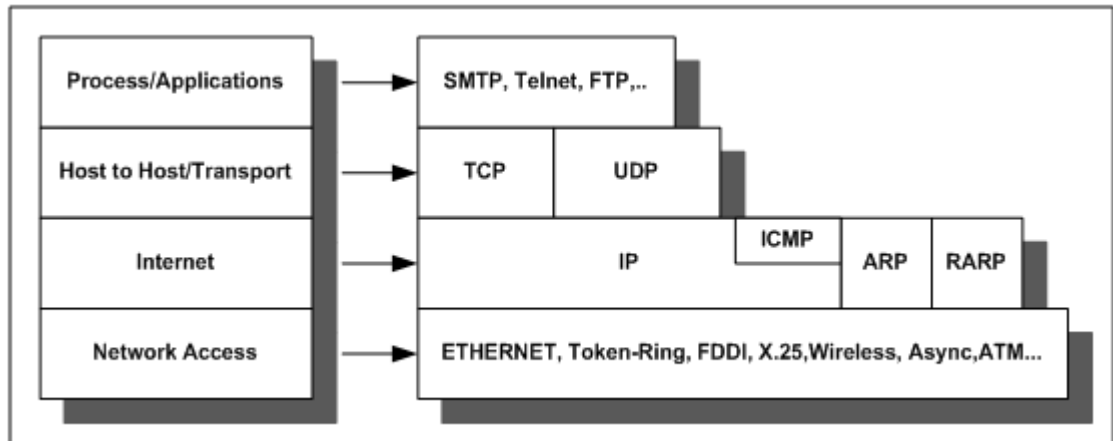 Process/Applications
SMTP, Telnet, FTP,..
Host to Host/Transport
TCP
UDP
Internet
IP
ICMP
ARP
RARP
Network Access
ETHERNET, Token-Ring, FDDI, X.25,Wireless, Async,ATM...